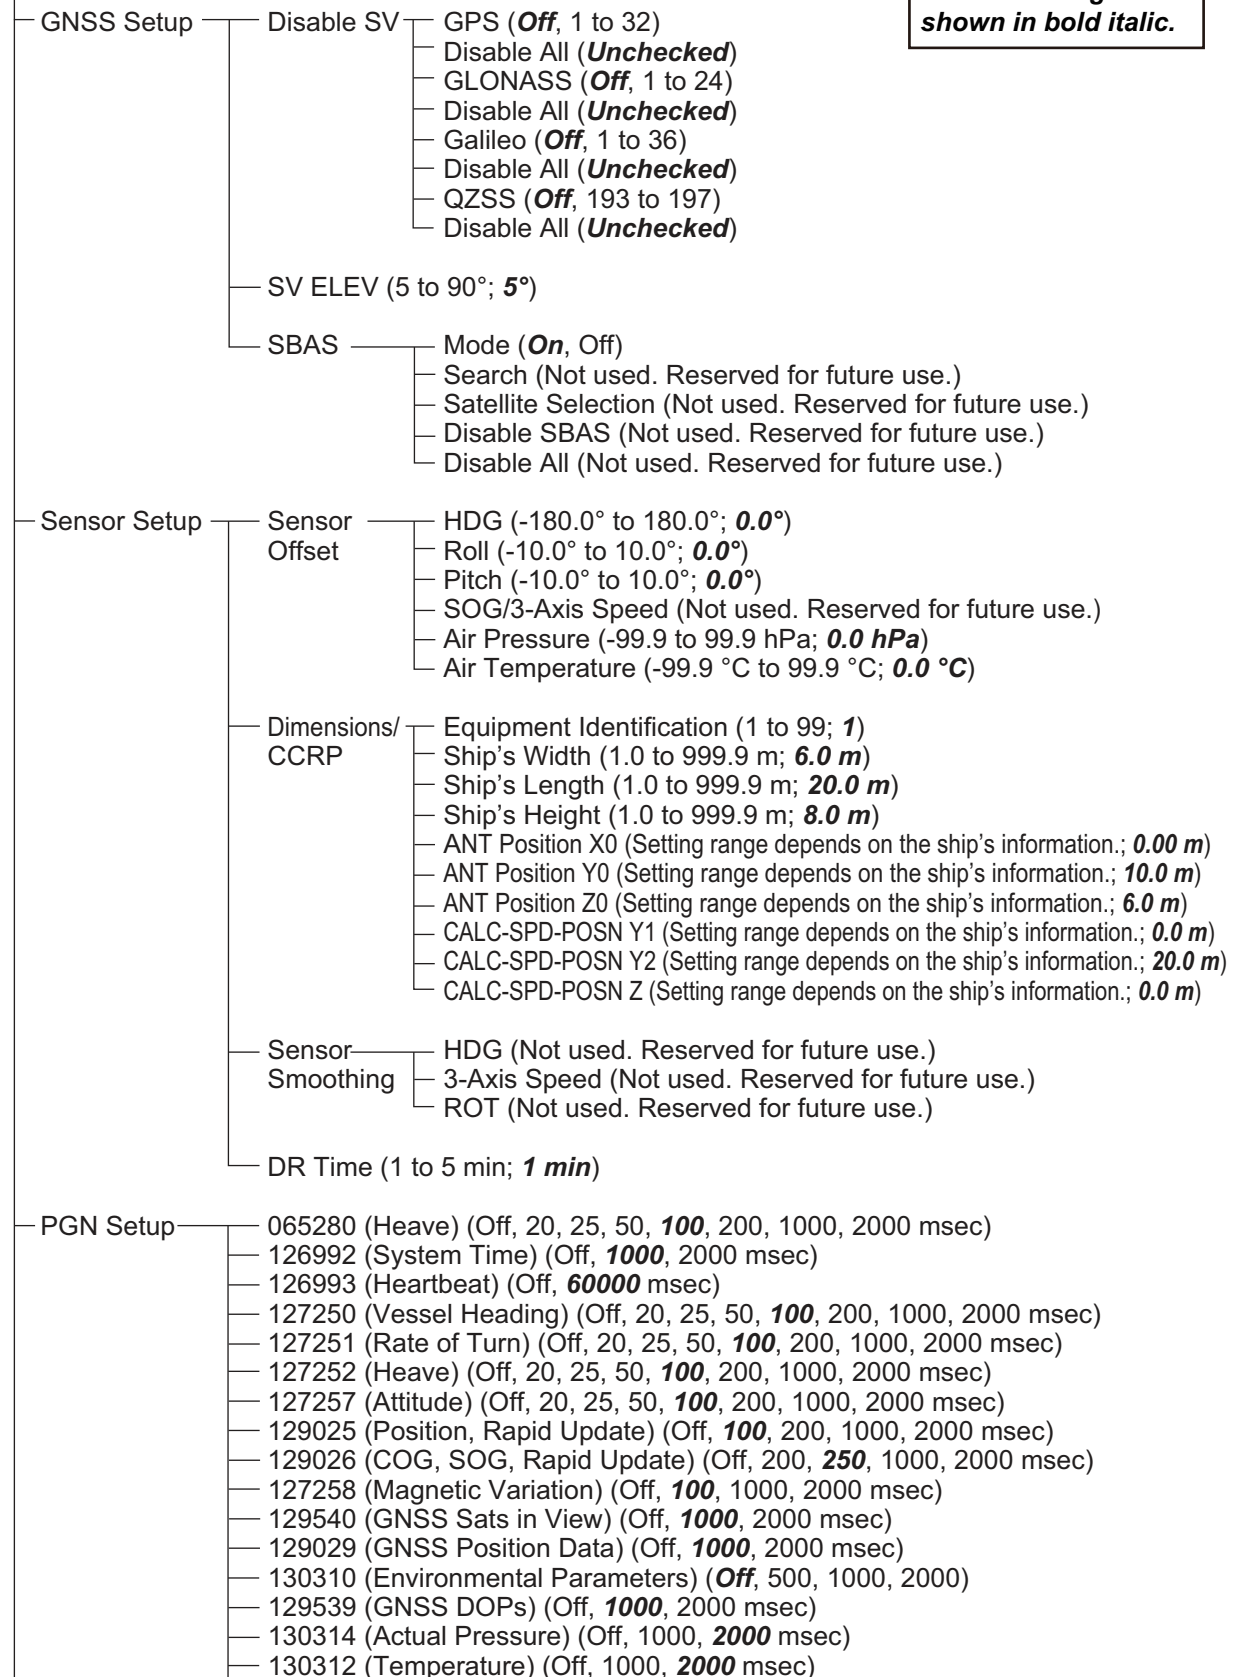 shown in bold italic.
GNSS Setup Disable SV GPS (Off, 1 to 32)
Disable All (Unchecked)
GLONASS (Off, 1 to 24)
Disable All (Unchecked)
Galileo (Off, 1 to 36)
Disable All (Unchecked)
QZSS (Off, 193 to 197)
Disable All (Unchecked)
SV ELEV (5 to 90°; 5°)
SBAS Mode (On, Off)
Search (Not used. Reserved for future use.)
Satellite Selection (Not used. Reserved for future use.)
Disable SBAS (Not used. Reserved for future use.)
Disable All (Not used. Reserved for future use.)
Sensor Setup Sensor HDG (-180.0° to 180.0°; 0.0°)
Offset Roll (-10.0° to 10.0°; 0.0°)
Pitch (-10.0° to 10.0°; 0.0°)
SOG/3-Axis Speed (Not used. Reserved for future use.)
Air Pressure (-99.9 to 99.9 hPa; 0.0 hPa)
Air Temperature (-99.9 °C to 99.9 °C; 0.0 °C)
Dimensions/ Equipment Identification (1 to 99; 1)
CCRP Ship's Width (1.0 to 999.9 m; 6.0 m)
Ship's Length (1.0 to 999.9 m; 20.0 m)
Ship's Height (1.0 to 999.9 m; 8.0 m)
ANT Position X0 (Setting range depends on the ship's information.; 0.00 m)
ANT Position Y0 (Setting range depends on the ship's information.; 10.0 m)
ANT Position Z0 (Setting range depends on the ship's information.; 6.0 m)
CALC-SPD-POSN Y1 (Setting range depends on the ship's information.; 0.0 m)
CALC-SPD-POSN Y2 (Setting range depends on the ship's information.; 20.0 m)
CALC-SPD-POSN Z (Setting range depends on the ship's information.; 0.0 m)
Sensor HDG (Not used. Reserved for future use.)
Smoothing 3-Axis Speed (Not used. Reserved for future use.)
ROT (Not used. Reserved for future use.)
DR Time (1 to 5 min; 1 min)
PGN Setup 065280 (Heave) (Off, 20, 25, 50, 100, 200, 1000, 2000 msec)
126992 (System Time) (Off, 1000, 2000 msec)
126993 (Heartbeat) (Off, 60000 msec)
127250 (Vessel Heading) (Off, 20, 25, 50, 100, 200, 1000, 2000 msec)
127251 (Rate of Turn) (Off, 20, 25, 50, 100, 200, 1000, 2000 msec)
127252 (Heave) (Off, 20, 25, 50, 100, 200, 1000, 2000 msec)
127257 (Attitude) (Off, 20, 25, 50, 100, 200, 1000, 2000 msec)
129025 (Position, Rapid Update) (Off, 100, 200, 1000, 2000 msec)
129026 (COG, SOG, Rapid Update) (Off, 200, 250, 1000, 2000 msec)
127258 (Magnetic Variation) (Off, 100, 1000, 2000 msec)
129540 (GNSS Sats in View) (Off, 1000, 2000 msec)
129029 (GNSS Position Data) (Off, 1000, 2000 msec)
130310 (Environmental Parameters) (Off, 500, 1000, 2000)
129539 (GNSS DOPs) (Off, 1000, 2000 msec)
130314 (Actual Pressure) (Off, 1000, 2000 msec)
130312 (Temperature) (Off, 1000, 2000 msec)